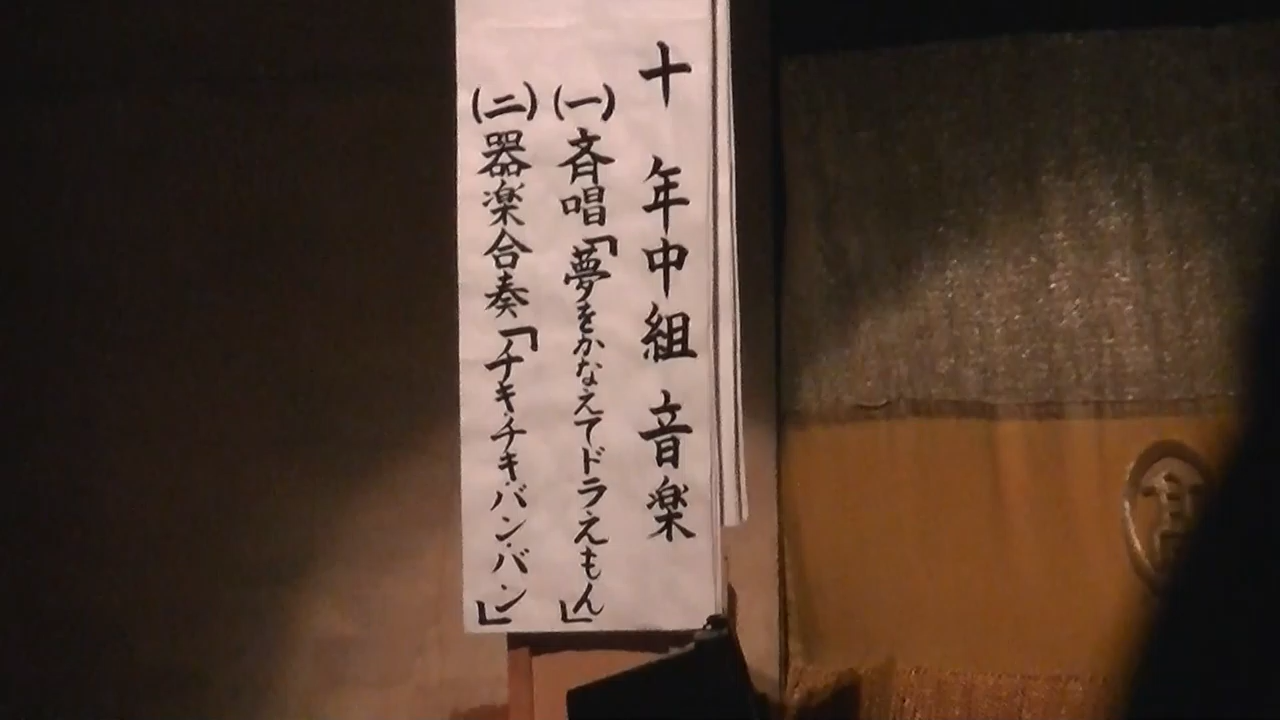 十 年中組 音楽
(一)斉唱「夢をかなえてドラえもん」
(二)器楽合奏「チキ・チキ・バン・バン」